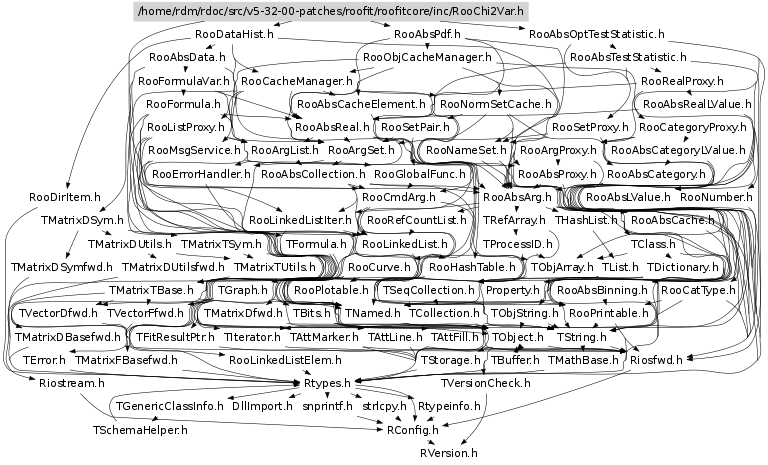 /home/rdm/rdoc/src/v5-32-00-patches/roofit/roofitcore/inc/RooChi2Var.h
RooDataHist.h RooAbsPdf.h RooAbsOptTestStatistic.h
RooAbsData.h RooObjCacheManager.h RooAbsTestStatistic.h
RooFormulaVar.h RooCacheManager.h RooRealProxy.h
RooFormula.h RooAbsCacheElement.h RooNormSetCache.h RooAbsRealLValue.h
RooListProxy.h RooAbsReal.h RooSetPair.h RooSetProxy.h RooCategoryProxy.h
RooMsgService.h RooArgList.h RooArgSet.h RooNameSet.h RooArgProxy.h RooAbsCategoryLValue.h
RooErrorHandler.h RooAbsCollection.h RooGlobalFunc.h RooAbsProxy.h RooAbsCategory.h
RooDirItem.h RooCmdArg.h RooAbsArg.h RooAbsLValue.h RooNumber.h
TMatrixDSym.h RooLinkedListIter.h RooRefCountList.h TRefArray.h THashList.h RooAbsCache.h
TMatrixDUtils.h TMatrixTSym.h TFormula.h RooLinkedList.h TProcessID.h TClass.h
TMatrixDSymfwd.h TMatrixDUtilsfwd.h TMatrixTUtils.h RooCurve.h RooHashTable.h TObjArray.h TList.h TDictionary.h
TMatrixTBase.h TGraph.h RooPlotable.h TSeqCollection.h Property.h RooAbsBinning.h RooCatType.h
TVectorDfwd.h TVectorFfwd.h TMatrixDfwd.h TBits.h TNamed.h TCollection.h TObjString.h RooPrintable.h
TMatrixDBasefwd.h TFitResultPtr.h TIterator.h TAttMarker.h TAttLine.h TAttFill.h TObject.h TString.h
TError.h TMatrixFBasefwd.h RooLinkedListElem.h TStorage.h TBuffer.h TMathBase.h Riosfwd.h
Riostream.h Rtypes.h TVersionCheck.h
TGenericClassInfo.h DllImport.h snprintf.h strlcpy.h Rtypeinfo.h
TSchemaHelper.h RConfig.h
RVersion.h